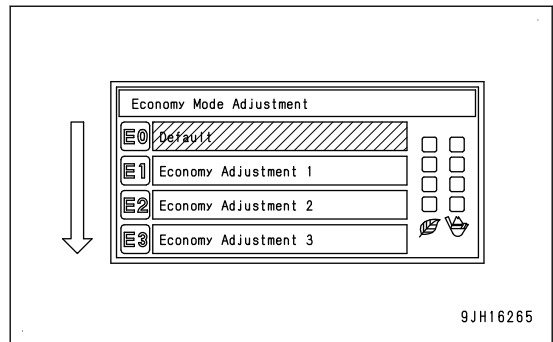 Economy Mode Adjustment
E0 Default
E1 Economy Adjustment 1
E2 Economy Adjustment 2
E3 Economy Adjustment 3
9JH16265